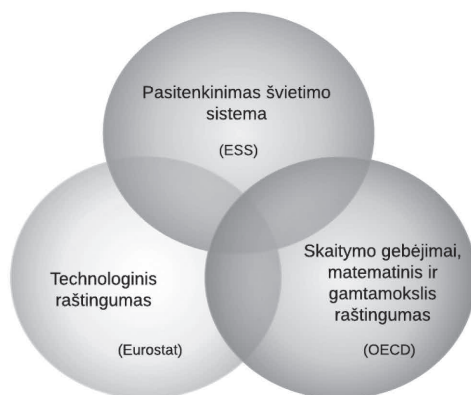 Pasitenkinimas švietimo
sistema
(ESS)
Technologinis
raštingumas
(Eurostat)
Skaitymo gebėjimai,
matematinis ir
gamtamokslis
raštingumas
(OECD)